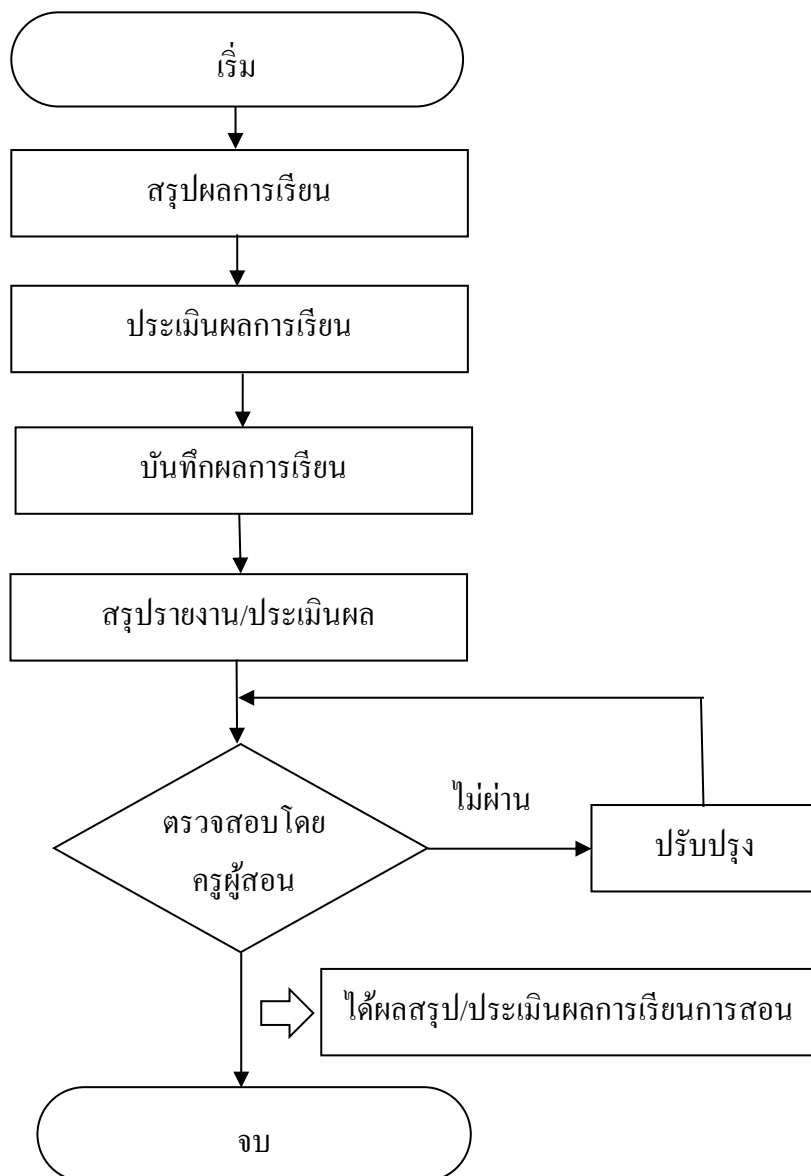 เริ่ม
สรุปผลการเรียน
ประเมินผลการเรียน
บันทึกผลการเรียน
สรุปรายงาน/ประเมินผล
ตรวจสอบโดย
ครูผู้สอน
ไม่ผ่าน
ปรับปรุง
ได้ผลสรุป/ประเมินผลการเรียนการสอน
จบ